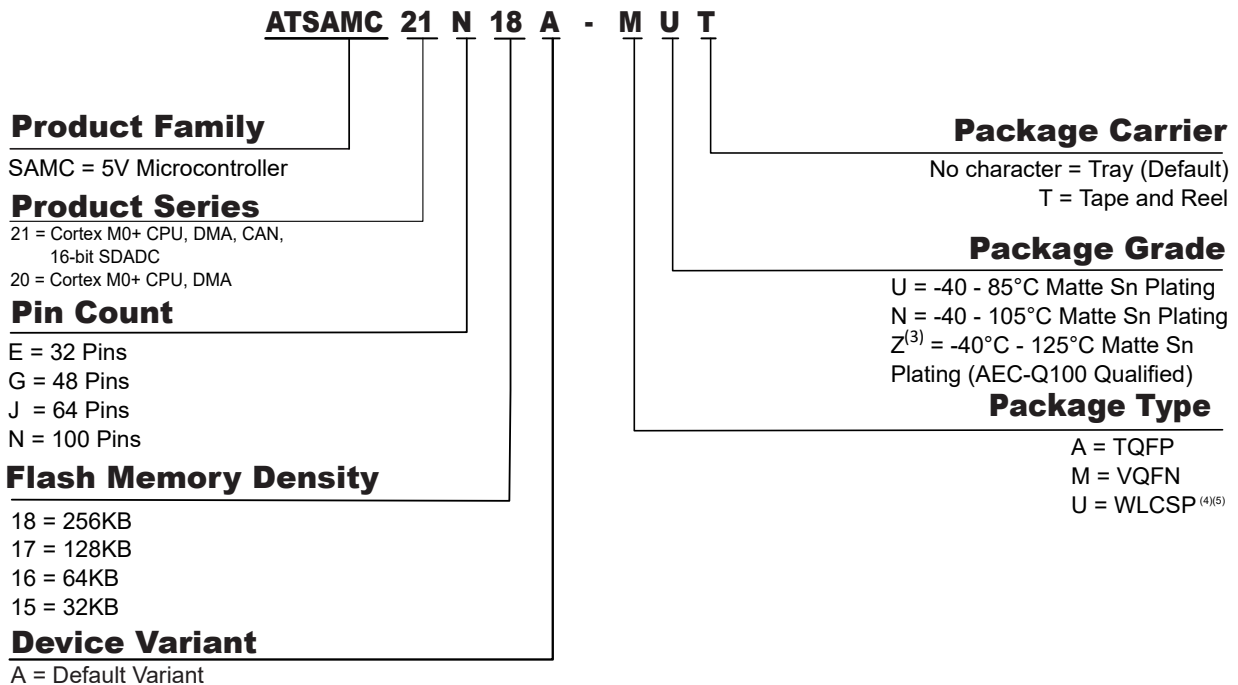 ATSAMC 21 N 18 A - M U T
Product Family
SAMC = 5V Microcontroller
Product Series
21 = Cortex M0+ CPU, DMA, CAN,
16-bit SDADC
20 = Cortex M0+ CPU, DMA
Pin Count
E = 32 Pins
G = 48 Pins
J = 64 Pins
N = 100 Pins
Flash Memory Density
18 = 256KB
17 = 128KB
16 = 64KB
15 = 32KB
Device Variant
A = Default Variant
Package Carrier
No character = Tray (Default)
T = Tape and Reel
Package Grade
U = -40 - 85°C Matte Sn Plating
N = -40 - 105°C Matte Sn Plating
Z(3) = -40°C - 125°C Matte Sn
Plating (AEC-Q100 Qualified)
Package Type
A = TQFP
M = VQFN
U = WLCSP (4)(5)